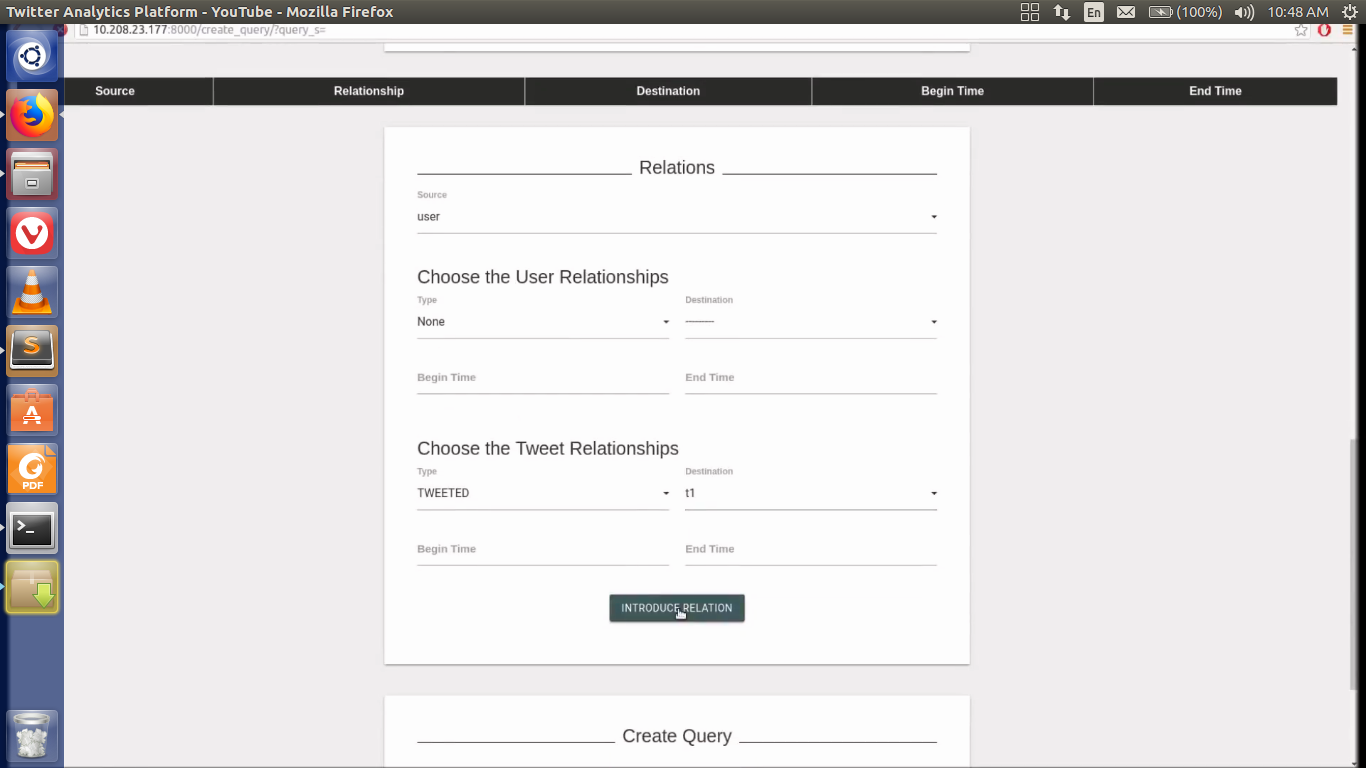 Twitter Analytics Platform - YouTube - Mozilla Firefox
En (100%) 10:48 AM
10.208.23.177:8000/create_query/?query_s=
Source Relationship Destination Begin Time End Time
Relations
Source
user
Choose the User Relationships
Type Destination
None ---------
Begin Time End Time
Choose the Tweet Relationships
Type Destination
TWEETED t1
Begin Time End Time
INTRODUCE RELATION
Create Query
S
A
PDF
>_